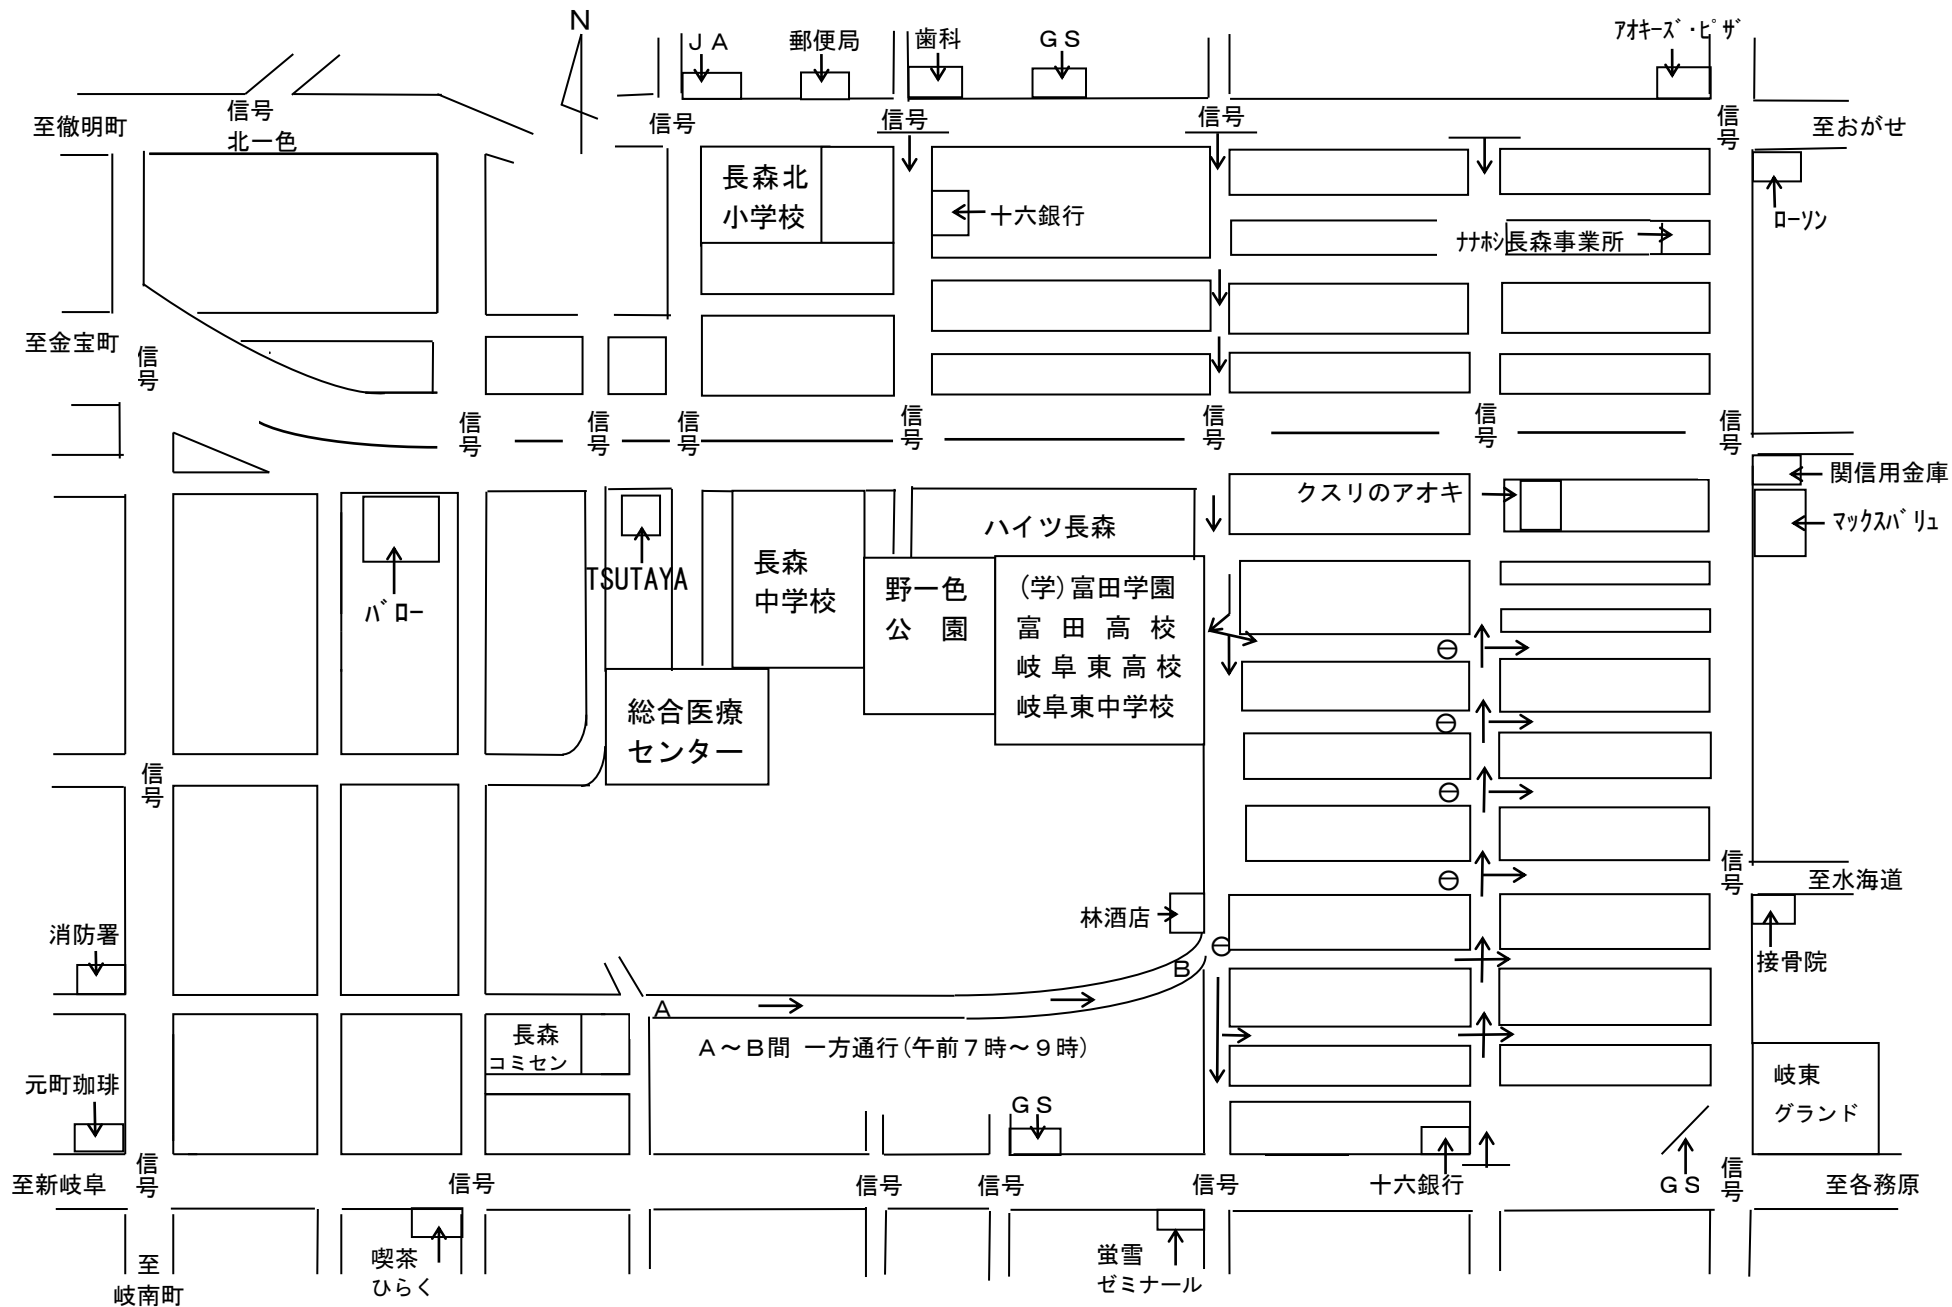 N
アオキーズ・ピザ
ＪＡ
郵便局
歯科
ＧＳ
信号
北一色
至徹明町
信号
信号
信号
信号
至おがせ
長森北
小学校
十六銀行
ローソン
ナナホシ長森事業所
至金宝町
信号
信号
信号
信号
信号
信号
信号
信号
関信用金庫
クスリのアオキ
マックスバリュ
ハイツ長森
長森
中学校
TSUTAYA
バロー
野一色
公園
(学)富田学園
富田高校
岐阜東高校
岐阜東中学校
総合医療
センター
信号
信号
至水海道
林酒店
消防署
接骨院
B
A
長森
コミセン
Ａ～Ｂ間 一方通行(午前７時～９時)
元町珈琲
ＧＳ
岐東
グランド
至新岐阜
信号
信号
信号
信号
信号
十六銀行
ＧＳ
信号
至各務原
至
岐南町
喫茶
ひらく
蛍雪
ゼミナール